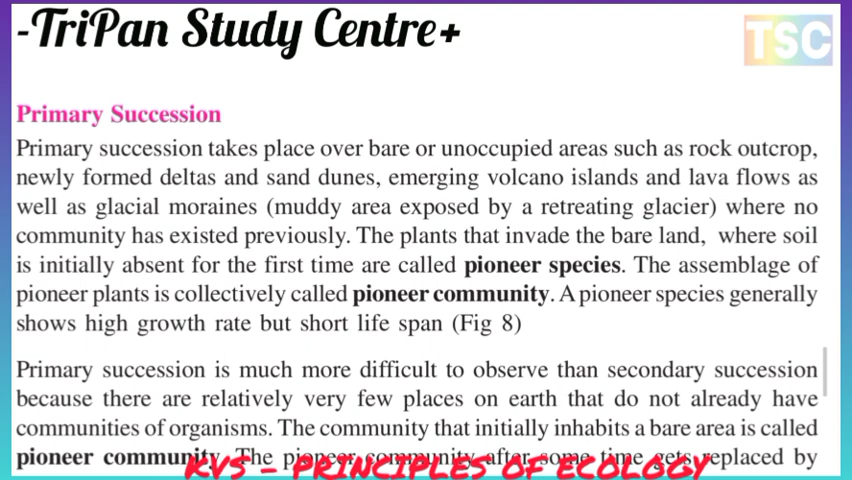 -TriPan Study Centre+
TSC
Primary Succession
Primary succession takes place over bare or unoccupied areas such as rock outcrop,
newly formed deltas and sand dunes, emerging volcano islands and lava flows as
well as glacial moraines (muddy area exposed by a retreating glacier) where no
community has existed previously. The plants that invade the bare land, where soil
is initially absent for the first time are called pioneer species. The assemblage of
pioneer plants is collectively called pioneer community. A pioneer species generally
shows high growth rate but short life span (Fig 8)
Primary succession is much more difficult to observe than secondary succession
because there are relatively very few places on earth that do not already have
communities of organisms. The community that initially inhabits a bare area is called
pioneer community. The pioneer community after some time gets replaced by
KVS - PRINCIPLES OF ECOLOGY